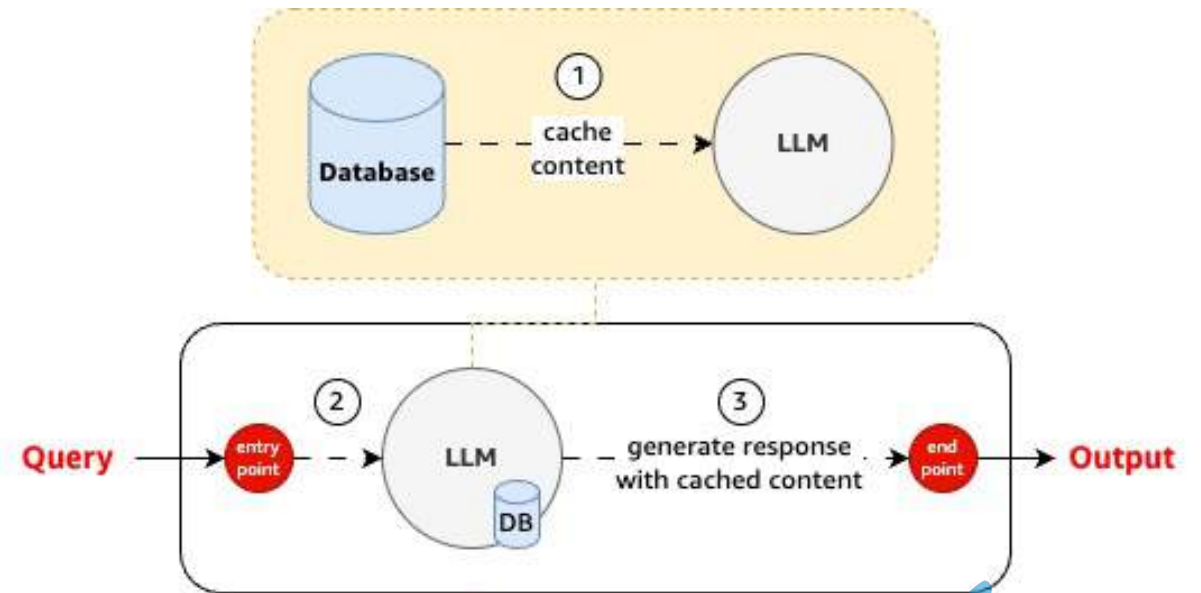 1
cache
content
Database
LLM
2
3
Query
entry
point
LLM
DB
generate response
with cached content
end
point
Output